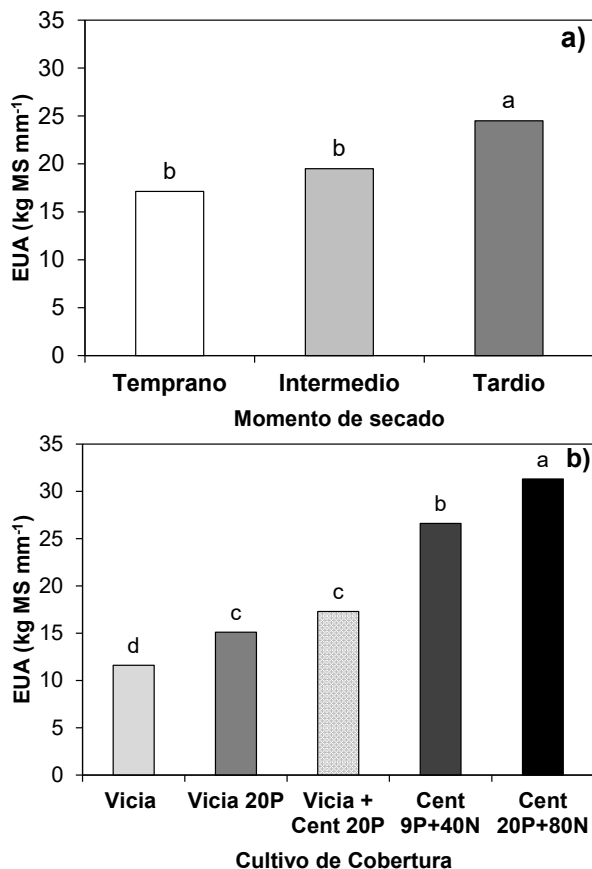 a)
EUA (kg MS mm⁻¹)
35
30
25
20
15
10
5
0
b
b
a
Temprano Intermedio Tardio
Momento de secado
b)
EUA (kg MS mm⁻¹)
35
30
25
20
15
10
5
0
d
c
c
b
a
Vicia Vicia 20P Vicia + Cent Cent
Cent 20P 9P+40N 20P+80N
Cultivo de Cobertura